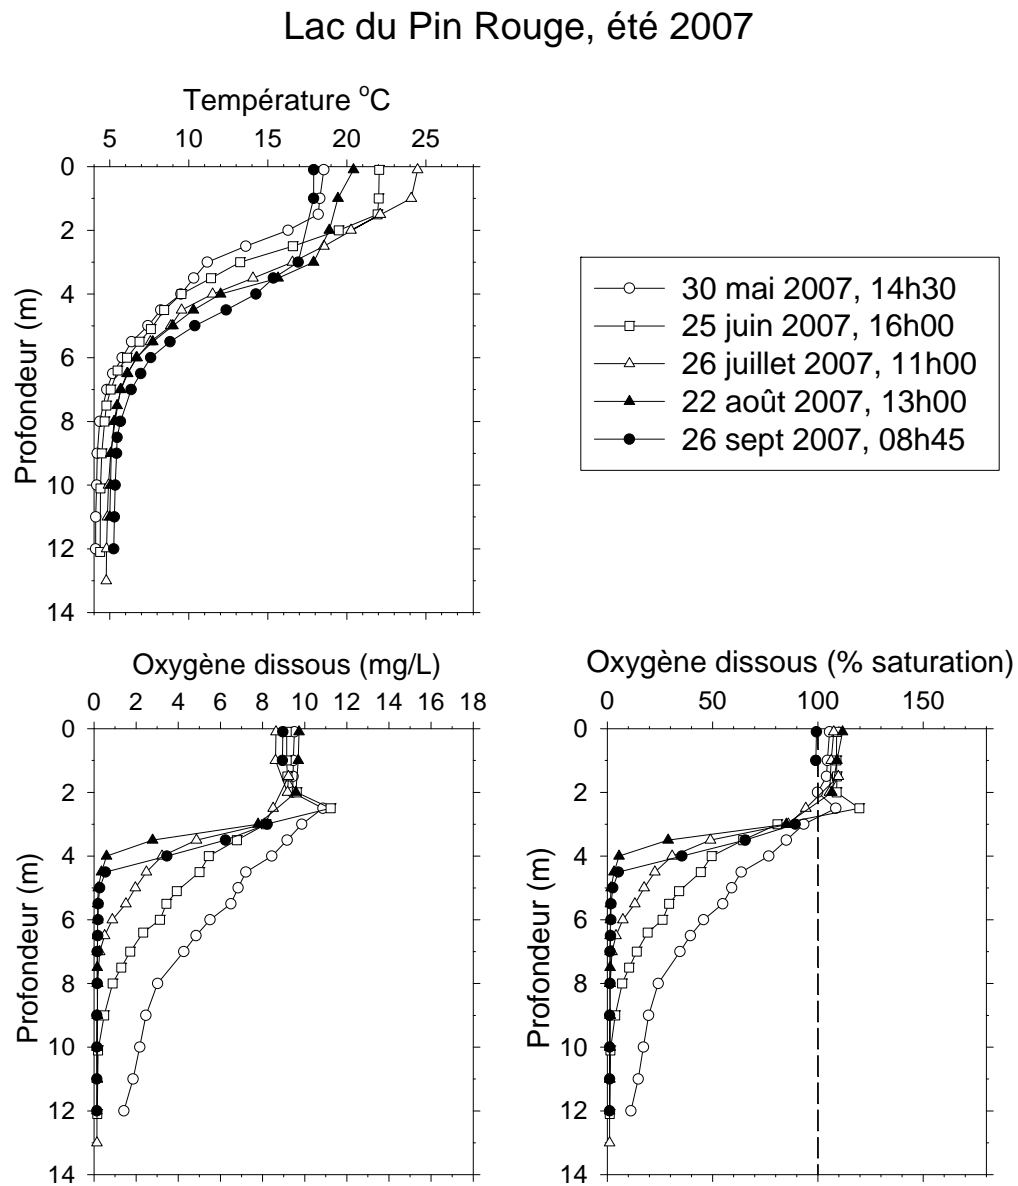 Lac du Pin Rouge, été 2007
Température °C
5 10 15 20 25
0
2
4
6
8
10
12
14
Profondeur (m)
30 mai 2007, 14h30
25 juin 2007, 16h00
26 juillet 2007, 11h00
22 août 2007, 13h00
26 sept 2007, 08h45
Oxygène dissous (mg/L)
0 2 4 6 8 10 12 14 16 18
0
2
4
6
8
10
12
14
Profondeur (m)
Oxygène dissous (% saturation)
0 50 100 150
0
2
4
6
8
10
12
14
Profondeur (m)